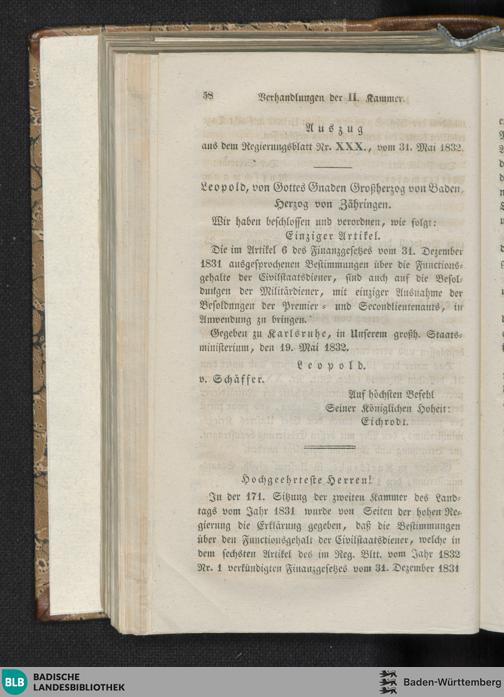 58 Verhandlungen der II. Kammer.
Auszug
aus dem Regierungsblatt Nr. XXX., vom 31. Mai 1832.
Leopold, von Gottes Gnaden Großherzog von Baden,
Herzog von Zähringen.
Wir haben beschlossen und verordnen, wie folgt:
Einziger Artikel.
Die im Artikel 6 des Finanzgesetzes vom 31. Dezember
1831 ausgesprochenen Bestimmungen über die Functions-
gehalte der Civilstaatsdiener, sind auch auf die Besol-
dungen der Militärdiener, mit einziger Ausnahme der
Besoldungen der Premier- und Secondlieutenants, in
Anwendung zu bringen.
Gegeben zu Karlsruhe, in Unserem großh. Staats-
ministerium, den 19. Mai 1832.
Leopold.
v. Schäffer.
Auf höchsten Befehl
Seiner Königlichen Hoheit:
Eichrodt.
Hochgeehrteste Herren!
In der 171. Sitzung der zweiten Kammer des Land-
tags vom Jahr 1831 wurde von Seiten der hohen Re-
gierung die Erklärung gegeben, daß die Bestimmungen
über den Functionsgehalt der Civilstaatsdiener, welche in
dem sechsten Artikel des im Reg. Bltt. vom Jahr 1832
Nr. 1 verkündigten Finanzgesetzes vom 31. Dezember 1831
BLB BADISCHE
LANDESBIBLIOTHEK
Baden-Württemberg